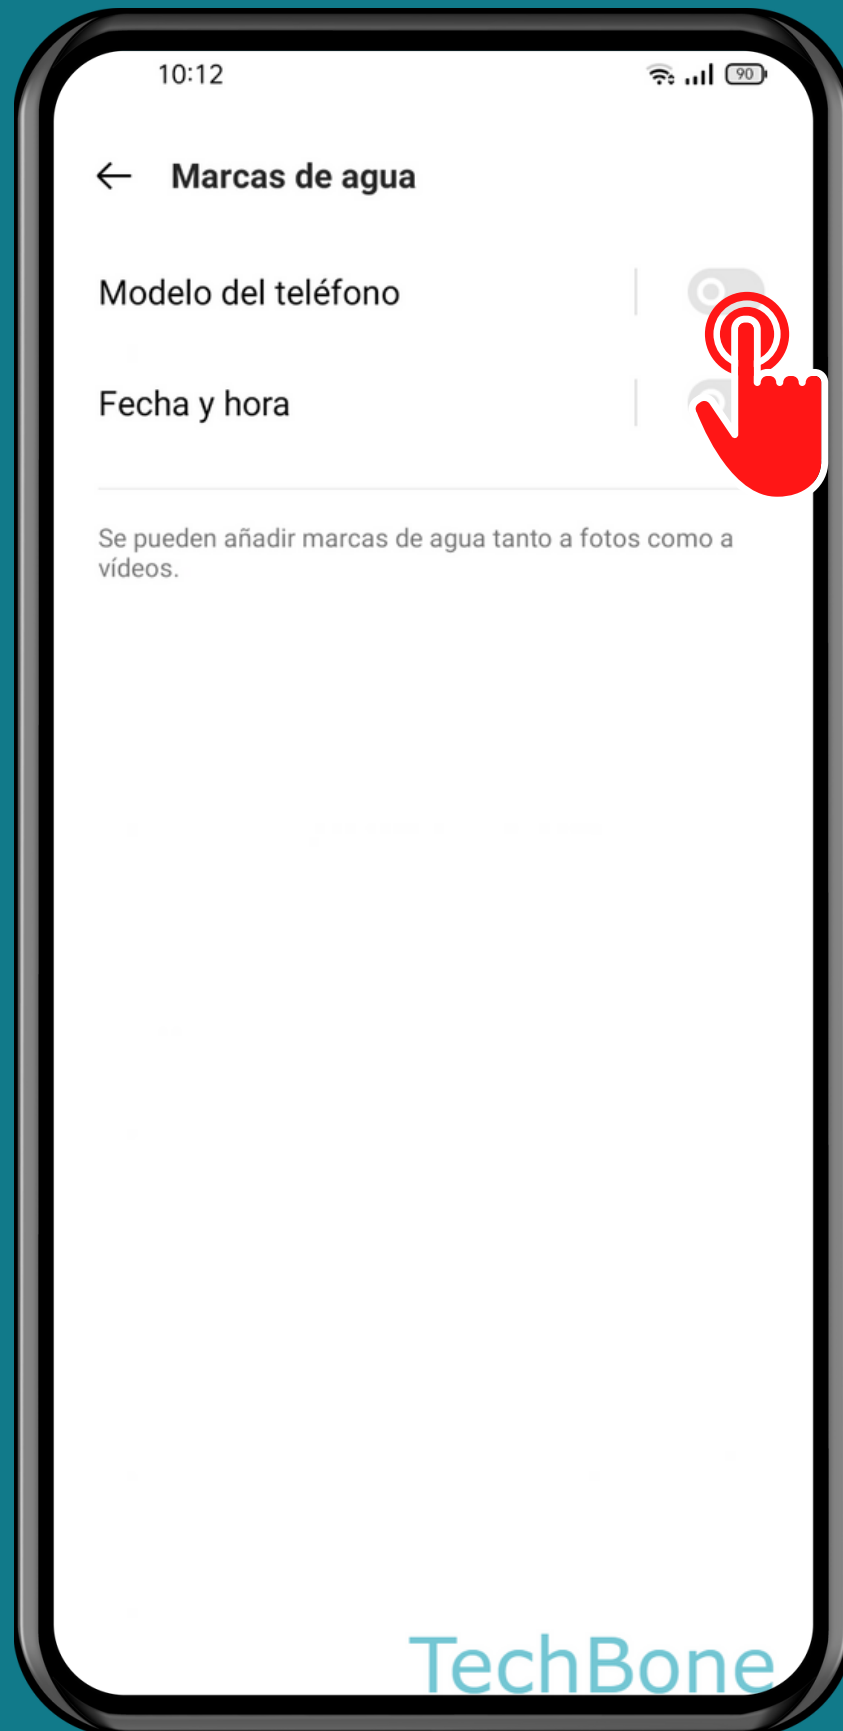 10:12
90
Marcas de agua
Modelo del teléfono
Fecha y hora
Se pueden añadir marcas de agua tanto a fotos como a
vídeos.
TechBone